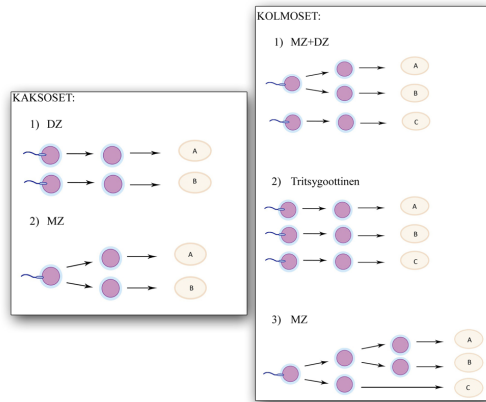 KAKSOSET:
1) DZ
A
B
2) MZ
A
B
KOLMOSET:
1) MZ+DZ
A
B
C
2) Tritsygoottinen
A
B
C
3) MZ
A
B
C